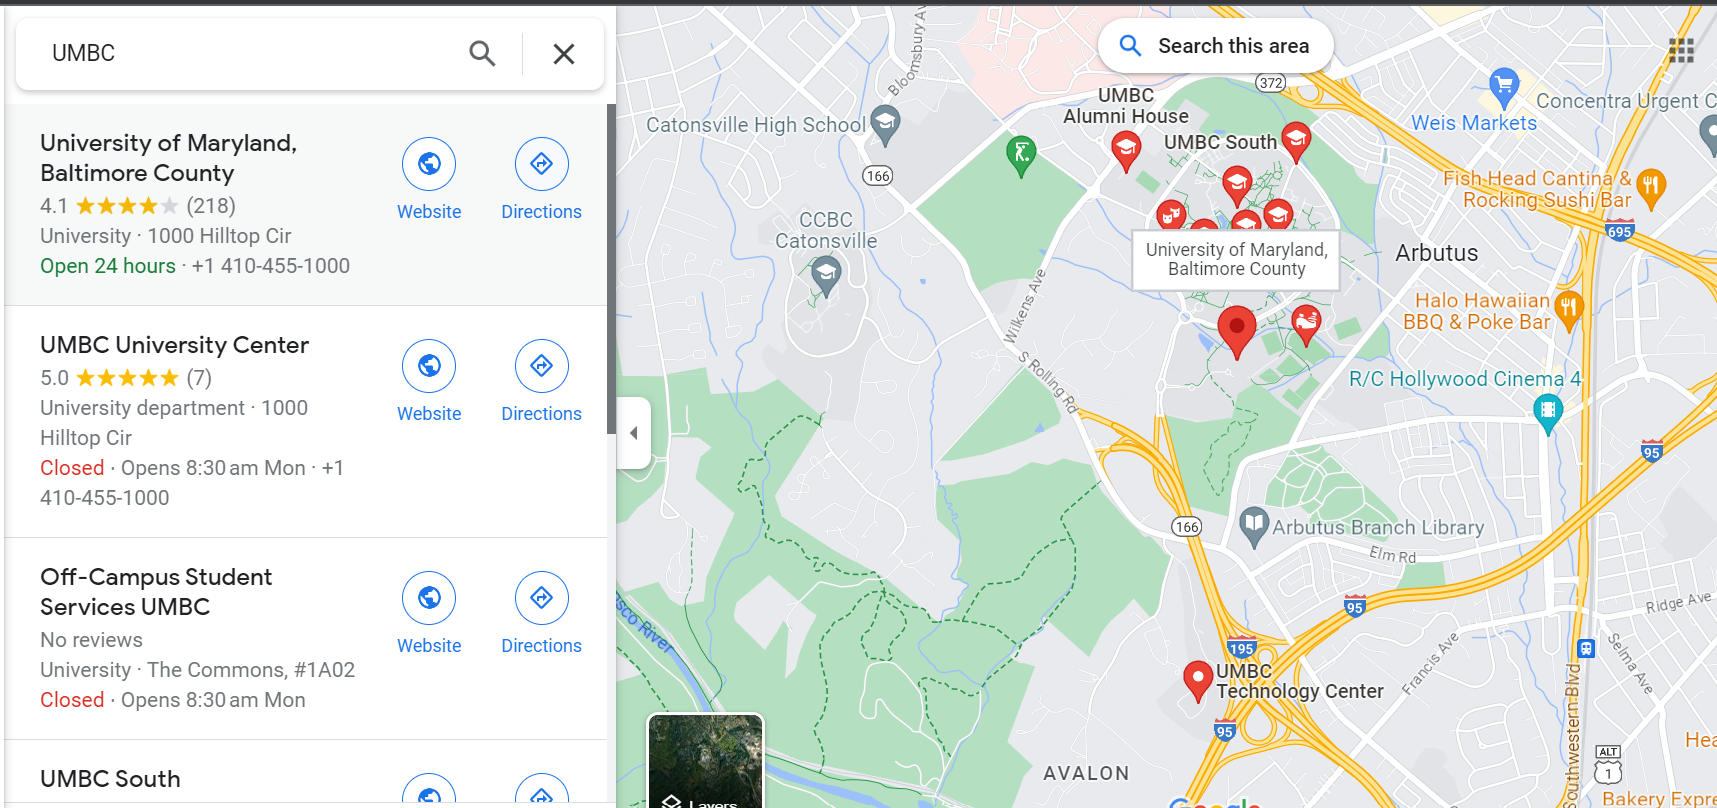 UMBC
University of Maryland,
Baltimore County
4.1 ★★★★★ (218)
University · 1000 Hilltop Cir
Open 24 hours · +1 410-455-1000
Website
Directions
UMBC University Center
5.0 ★★★★★ (7)
University department · 1000
Hilltop Cir
Closed · Opens 8:30 am Mon · +1
410-455-1000
Website
Directions
Off-Campus Student
Services UMBC
No reviews
University · The Commons, #1A02
Closed · Opens 8:30 am Mon
Website
Directions
UMBC South
Search this area
Bloomsbury Av
372
UMBC
Alumni House
Catonsville High School
UMBC South
166
Weis Markets
Concentra Urgent C
Fish Head Cantina &
Rocking Sushi Bar
695
CCBC
Catonsville
University of Maryland,
Baltimore County
Arbutus
Wilkens Ave
Halo Hawaiian
BBQ & Poke Bar
S Rolling Rd
R/C Hollywood Cinema 4
95
166
Arbutus Branch Library
Elm Rd
95
Ridge Ave
sco River
Francis Ave
Selma Ave
195
UMBC
Technology Center
95
Southwestern Blvd
AVALON
ALT
1
Hea
Bakery Expre
Layers
Google